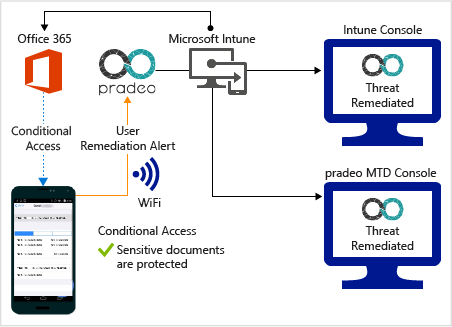 Office 365
Microsoft Intune
Intune Console
pradeo
Threat
Remediated
Conditional
Access
User
Remediation Alert
WiFi
pradeo MTD Console
Threat
Remediated
Conditional Access
Sensitive documents
are protected